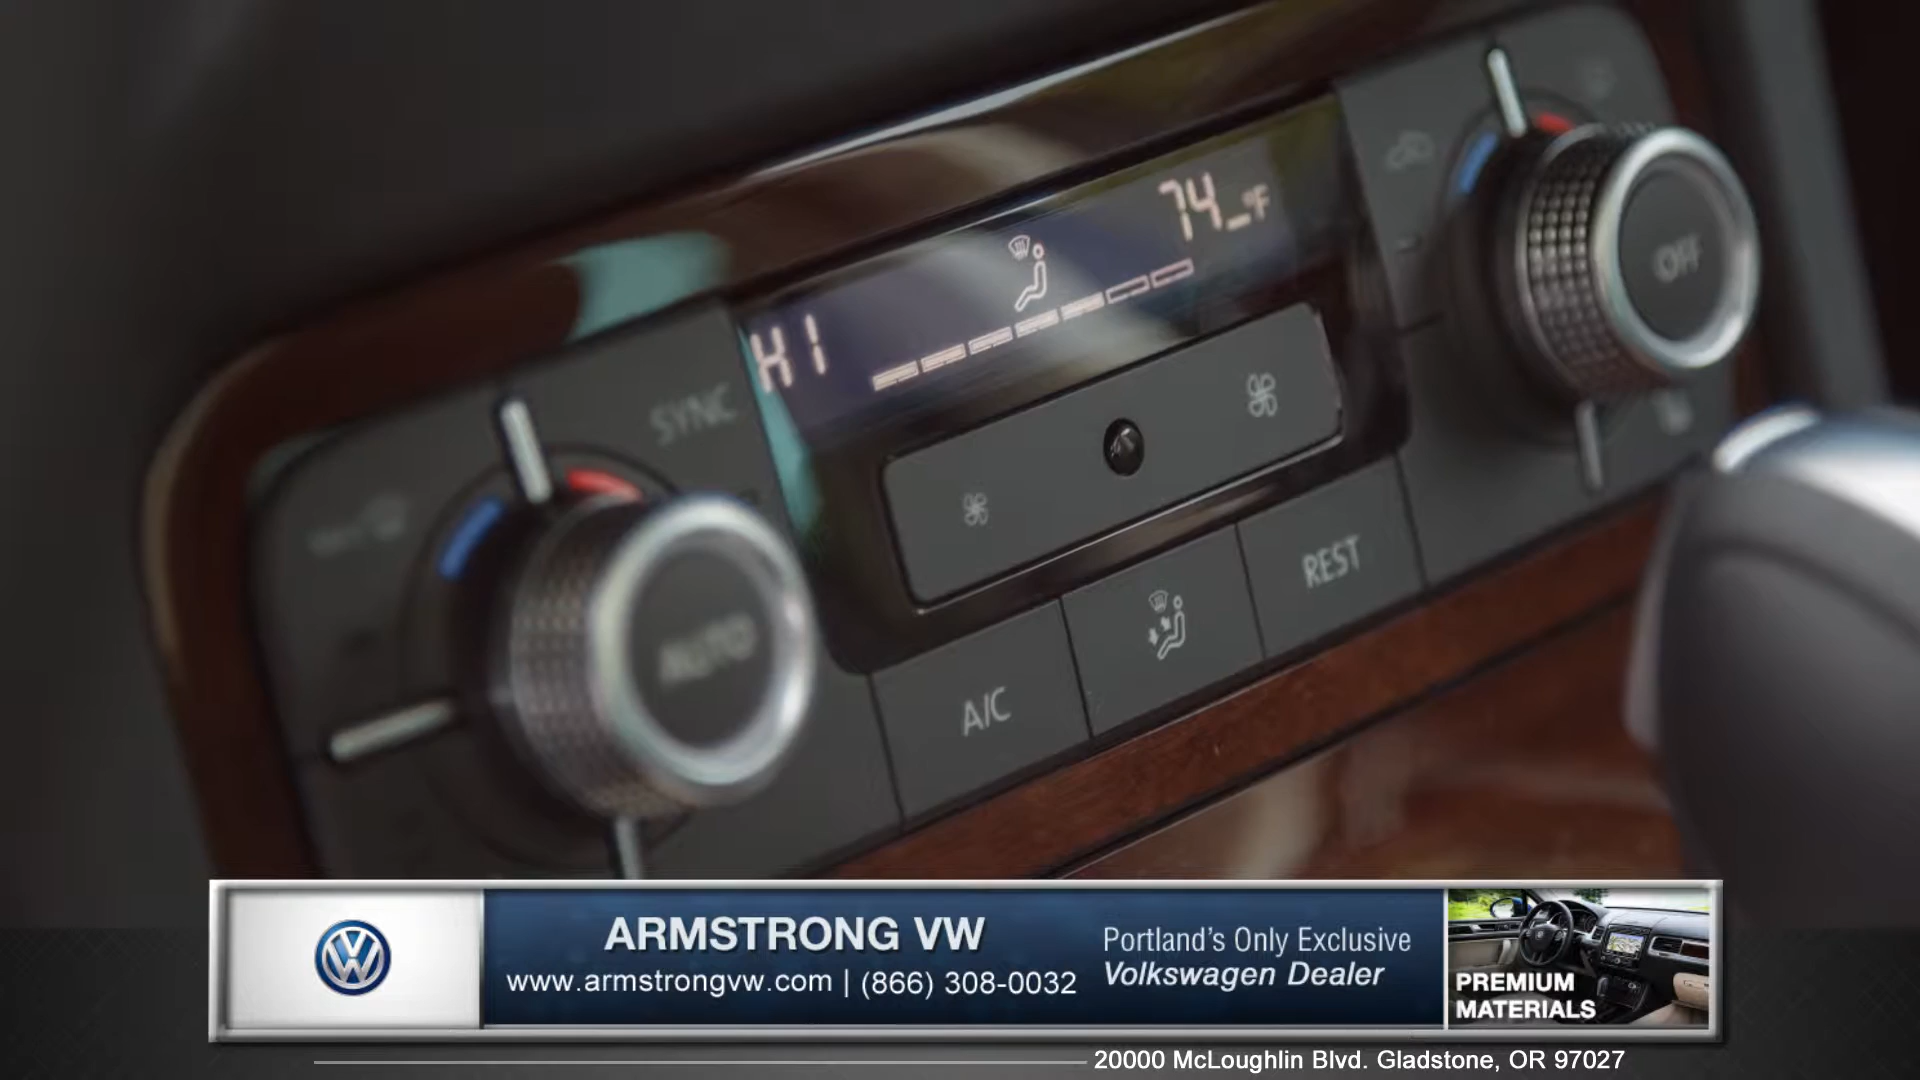 74 °F
HI
OFF
SYNC
AUTO
A/C
REST
ARMSTRONG VW
www.armstrongvw.com | (866) 308-0032
Portland's Only Exclusive
Volkswagen Dealer
PREMIUM
MATERIALS
20000 McLoughlin Blvd. Gladstone, OR 97027